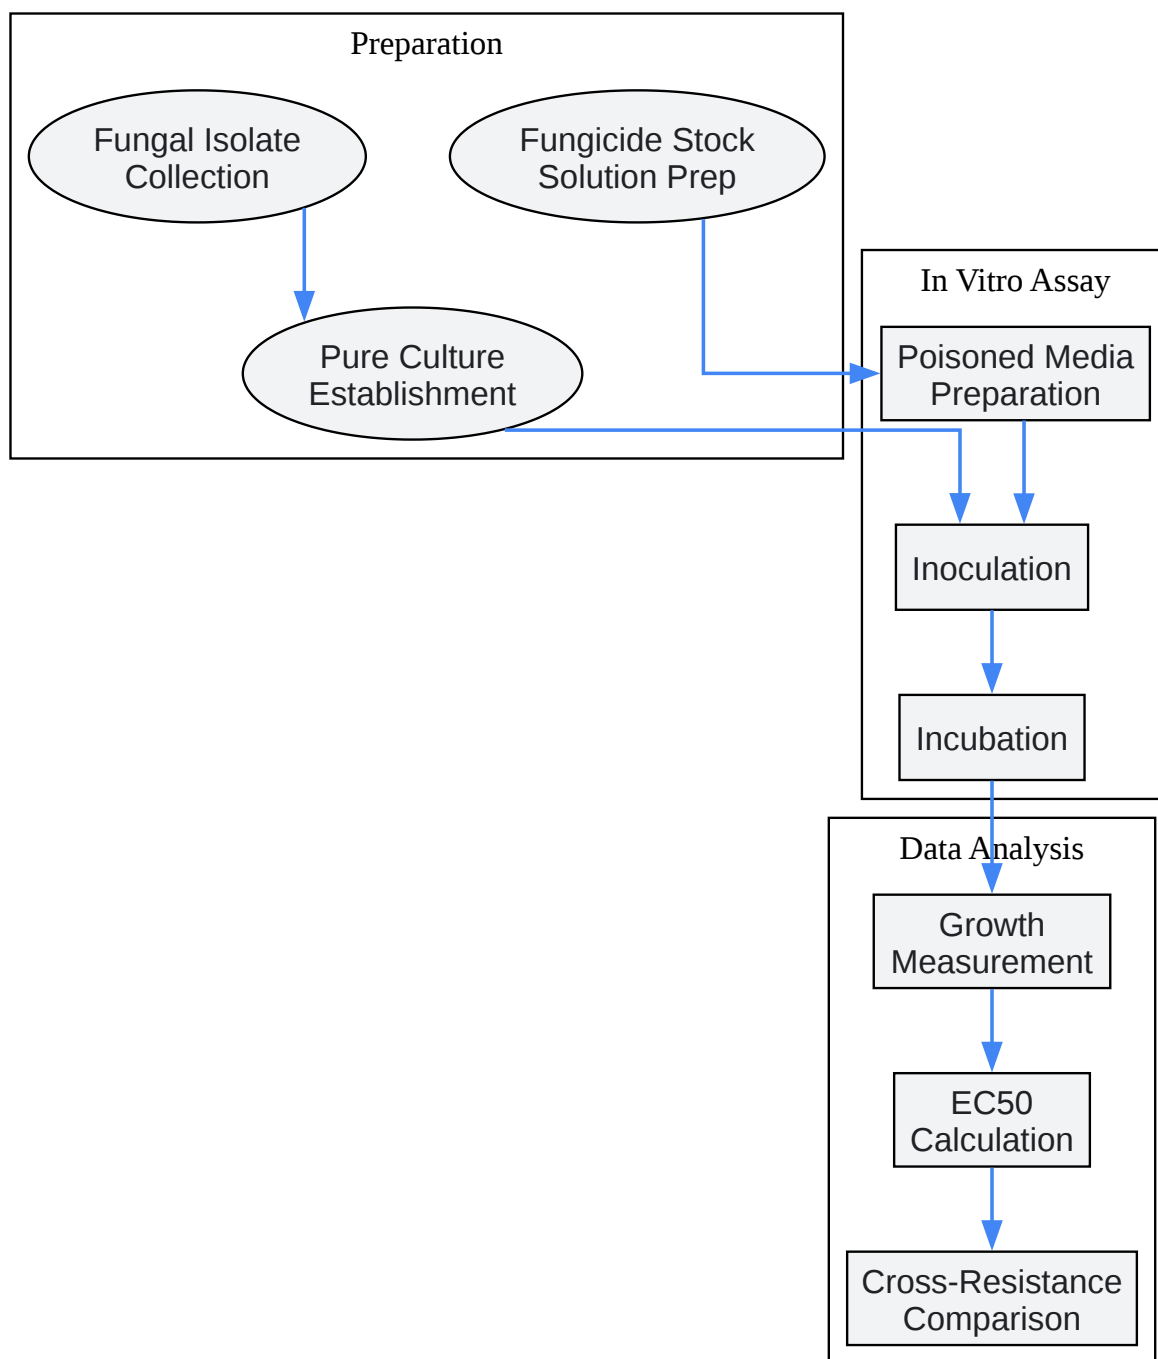 Preparation
Fungal Isolate
Collection
Fungicide Stock
Solution Prep
Pure Culture
Establishment
In Vitro Assay
Poisoned Media
Preparation
Inoculation
Incubation
Data Analysis
Growth
Measurement
EC50
Calculation
Cross-Resistance
Comparison